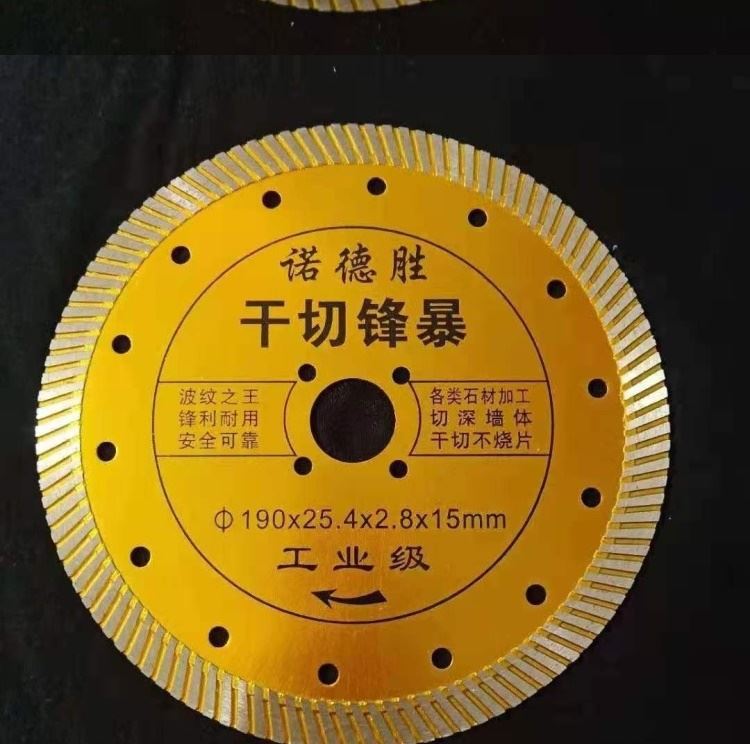 诺德胜
干切锋暴
波纹之王
锋利耐用
安全可靠
各类石材加工
切深墙体
干切不烧片
Φ190x25.4x2.8x15mm
工业级